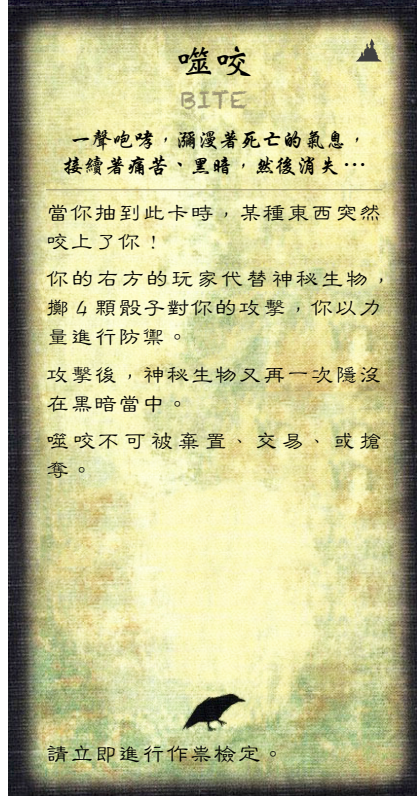 噬咬
BITE
一聲咆哮，瀰漫著死亡的氣息，
接續著痛苦、黑暗，然後消失…
當你抽到此卡時，某種東西突然
咬上了你！
你的右方的玩家代替神秘生物，
擲4顆骰子對你的攻擊，你以力
量進行防禦。
攻擊後，神秘生物又再一次隱沒
在黑暗當中。
噬咬不可被棄置、交易、或搶
奪。
請立即進行作祟檢定。